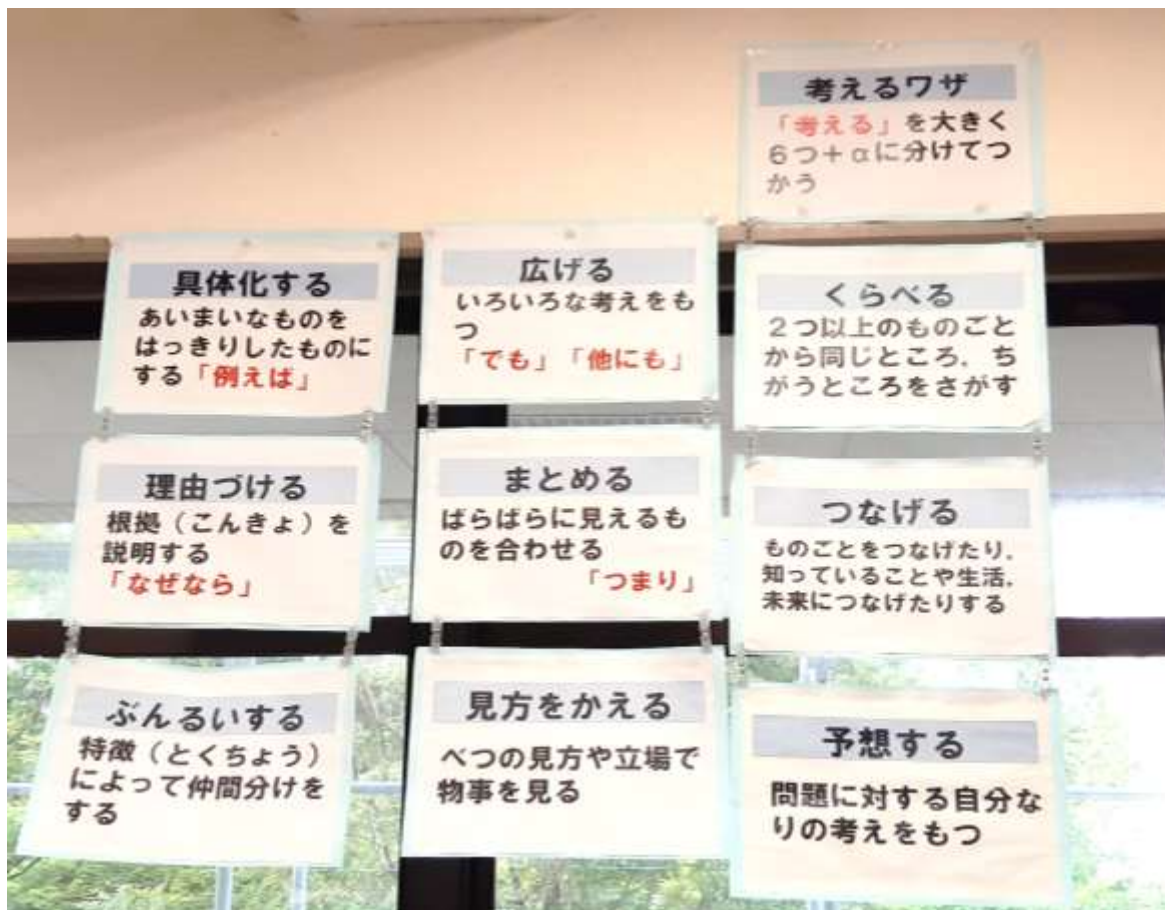 考えるワザ
「考える」を大きく
6つ+αに分けてつ
かう
くらべる
2つ以上のものごと
から同じところ，ち
がうところをさがす
つなげる
ものごとをつなげたり，
知っていることや生活，
未来につなげたりする
予想する
問題に対する自分な
りの考えをもつ
広げる
いろいろな考えをも
つ
「でも」「他にも」
まとめる
ばらばらに見えるも
のを合わせる
「つまり」
見方をかえる
べつの見方や立場で
物事を見る
具体化する
あいまいなものを
はっきりしたものに
する「例えば」
理由づける
根拠（こんきょ）を
説明する
「なぜなら」
ぶんるいする
特徴（とくちょう）
によって仲間分けを
する